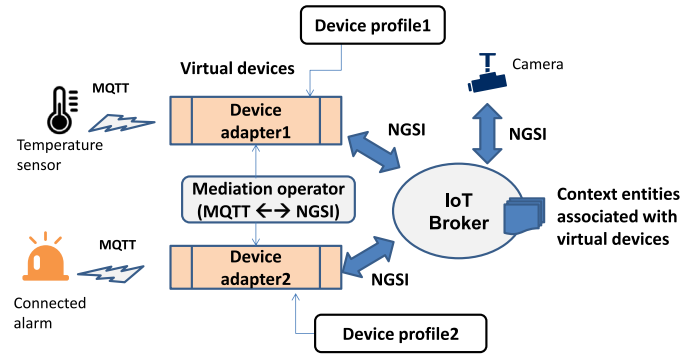 Device profile1
Virtual devices
Camera
MQTT
Device
adapter1
NGSI
NGSI
Temperature
sensor
Mediation operator
(MQTT ←→ NGSI)
IoT
Broker
Context entities
associated with
virtual devices
MQTT
Device
adapter2
NGSI
Connected
alarm
Device profile2